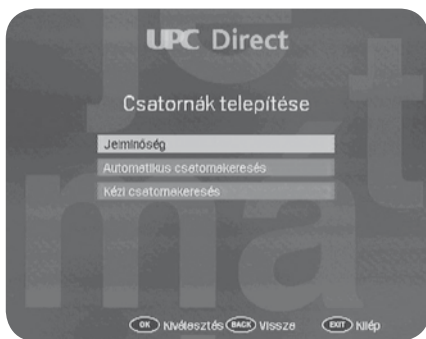 UPC Direct
Csatornák telepítése
Jelminőség
Automatikus csatornakeresés
Kézi csatornakeresés
OK Kiválasztás BACK Vissza EXIT Kilép